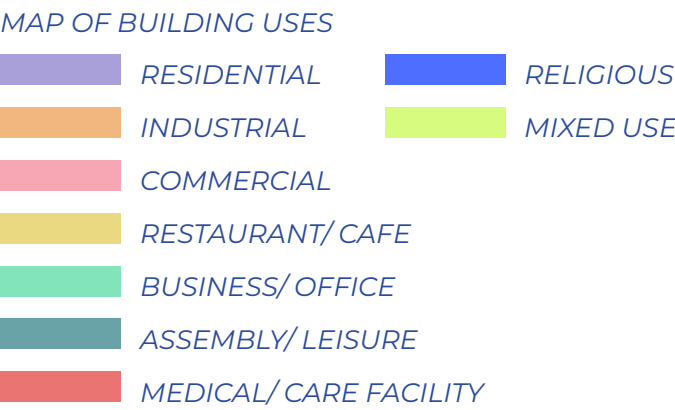 MAP OF BUILDING USES
RESIDENTIAL
INDUSTRIAL
COMMERCIAL
RESTAURANT/ CAFE
BUSINESS/ OFFICE
ASSEMBLY/ LEISURE
MEDICAL/ CARE FACILITY
RELIGIOUS
MIXED USE